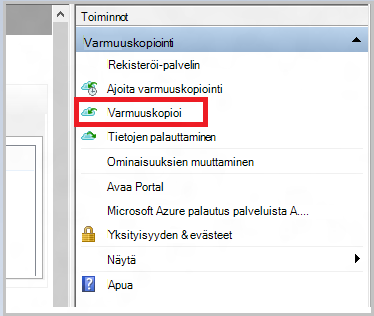 Toiminnot
Varmuuskopiointi
Rekisteröi-palvelin
Ajoita varmuuskopiointi
Varmuuskopioi
Tietojen palauttaminen
Ominaisuuksien muuttaminen
Avaa Portal
Microsoft Azure palautus palveluista A....
Yksityisyyden & evästeet
Näytä
Apua